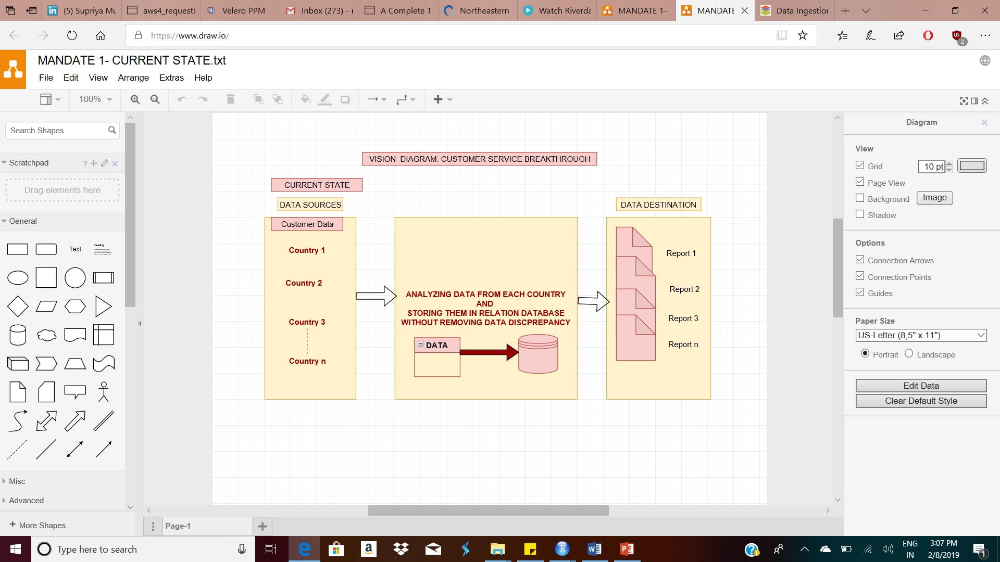 (5) Supriya Mu
aws4_request&
Velero PPM
Inbox (273) - r
A Complete Tu
Northeastern
Watch Riverda
MANDATE 1-
MANDATE
Data Ingestion
https://www.draw.io/
2
MANDATE 1- CURRENT STATE.txt
File Edit View Arrange Extras Help
100%
Search Shapes
Scratchpad
?
Drag elements here
General
Text
Heading
Misc
Advanced
+ More Shapes...
VISION DIAGRAM: CUSTOMER SERVICE BREAKTHROUGH
CURRENT STATE
DATA SOURCES
DATA DESTINATION
Customer Data
Country 1
Country 2
Country 3
Country n
ANALYZING DATA FROM EACH COUNTRY
AND
STORING THEM IN RELATION DATABASE
WITHOUT REMOVING DATA DISCPREPANCY
DATA
Report 1
Report 2
Report 3
Report n
Diagram
View
Grid
10 pt
Page View
Background
Image
Shadow
Options
Connection Arrows
Connection Points
Guides
Paper Size
US-Letter (8,5" x 11")
Portrait
Landscape
Edit Data
Clear Default Style
Page-1
Type here to search
ENG
IN
3:07 PM
2/8/2019
1